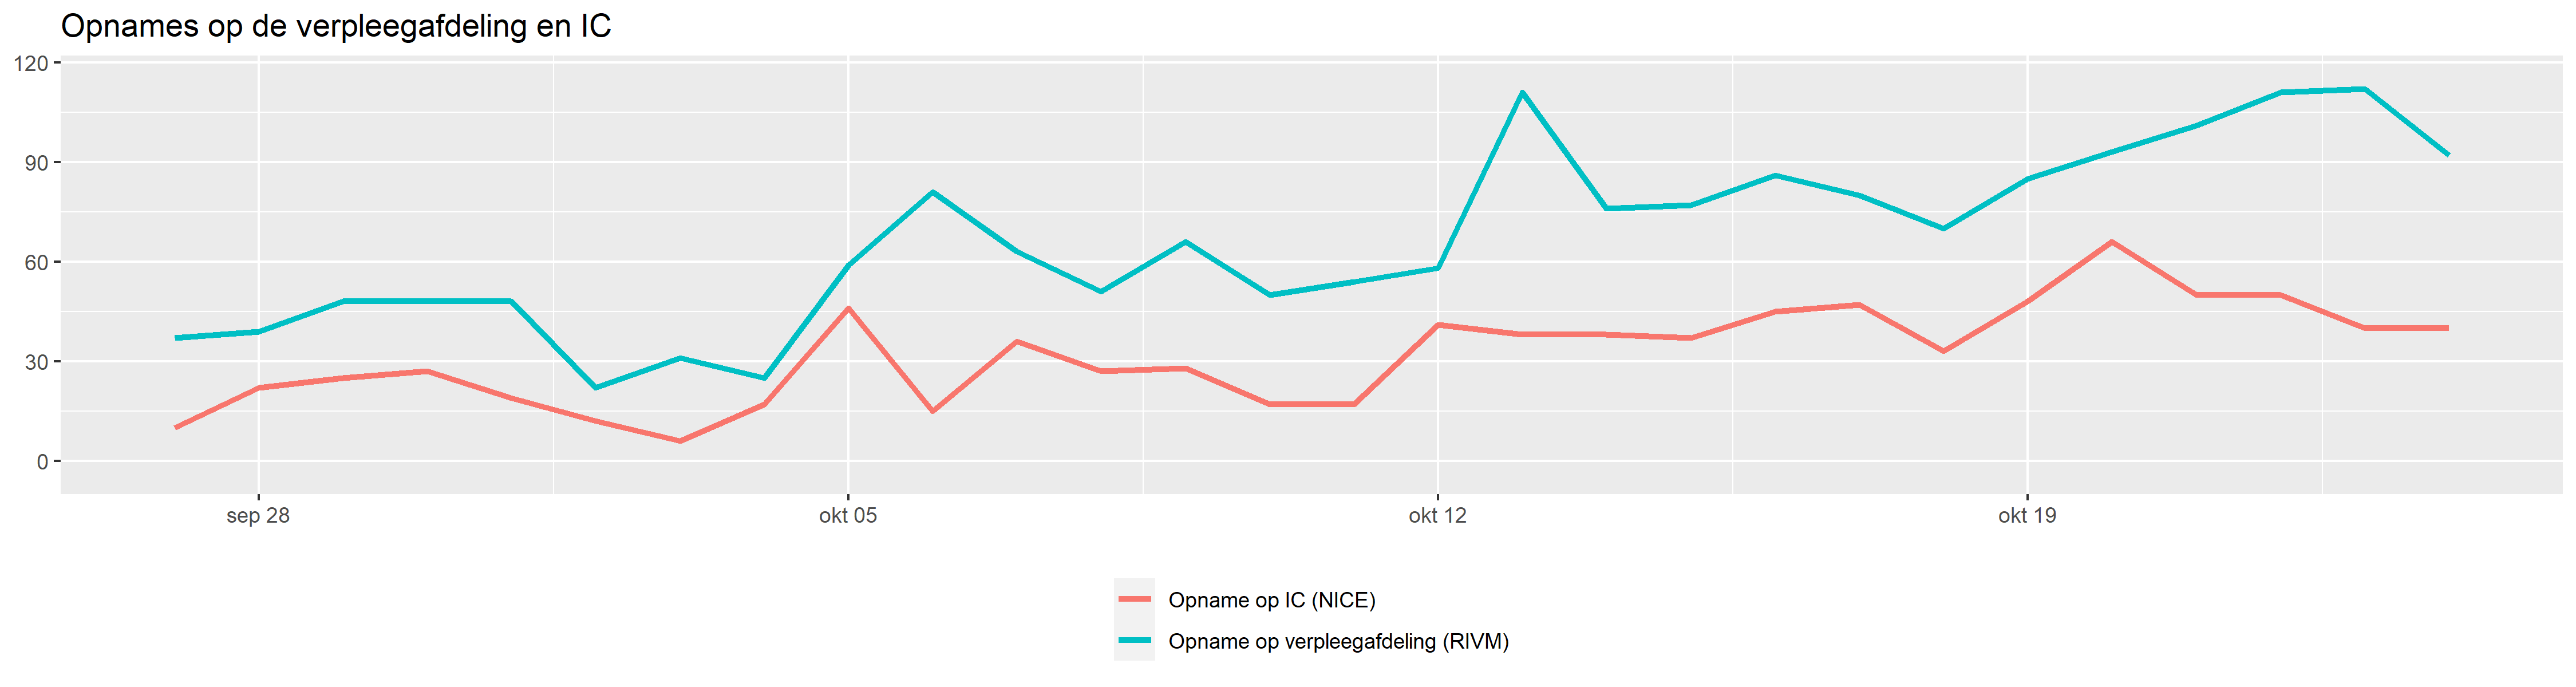 Opnames op de verpleegafdeling en IC
120
90
60
30
0
sep 28
okt 05
okt 12
okt 19
Opname op IC (NICE)
Opname op verpleegafdeling (RIVM)